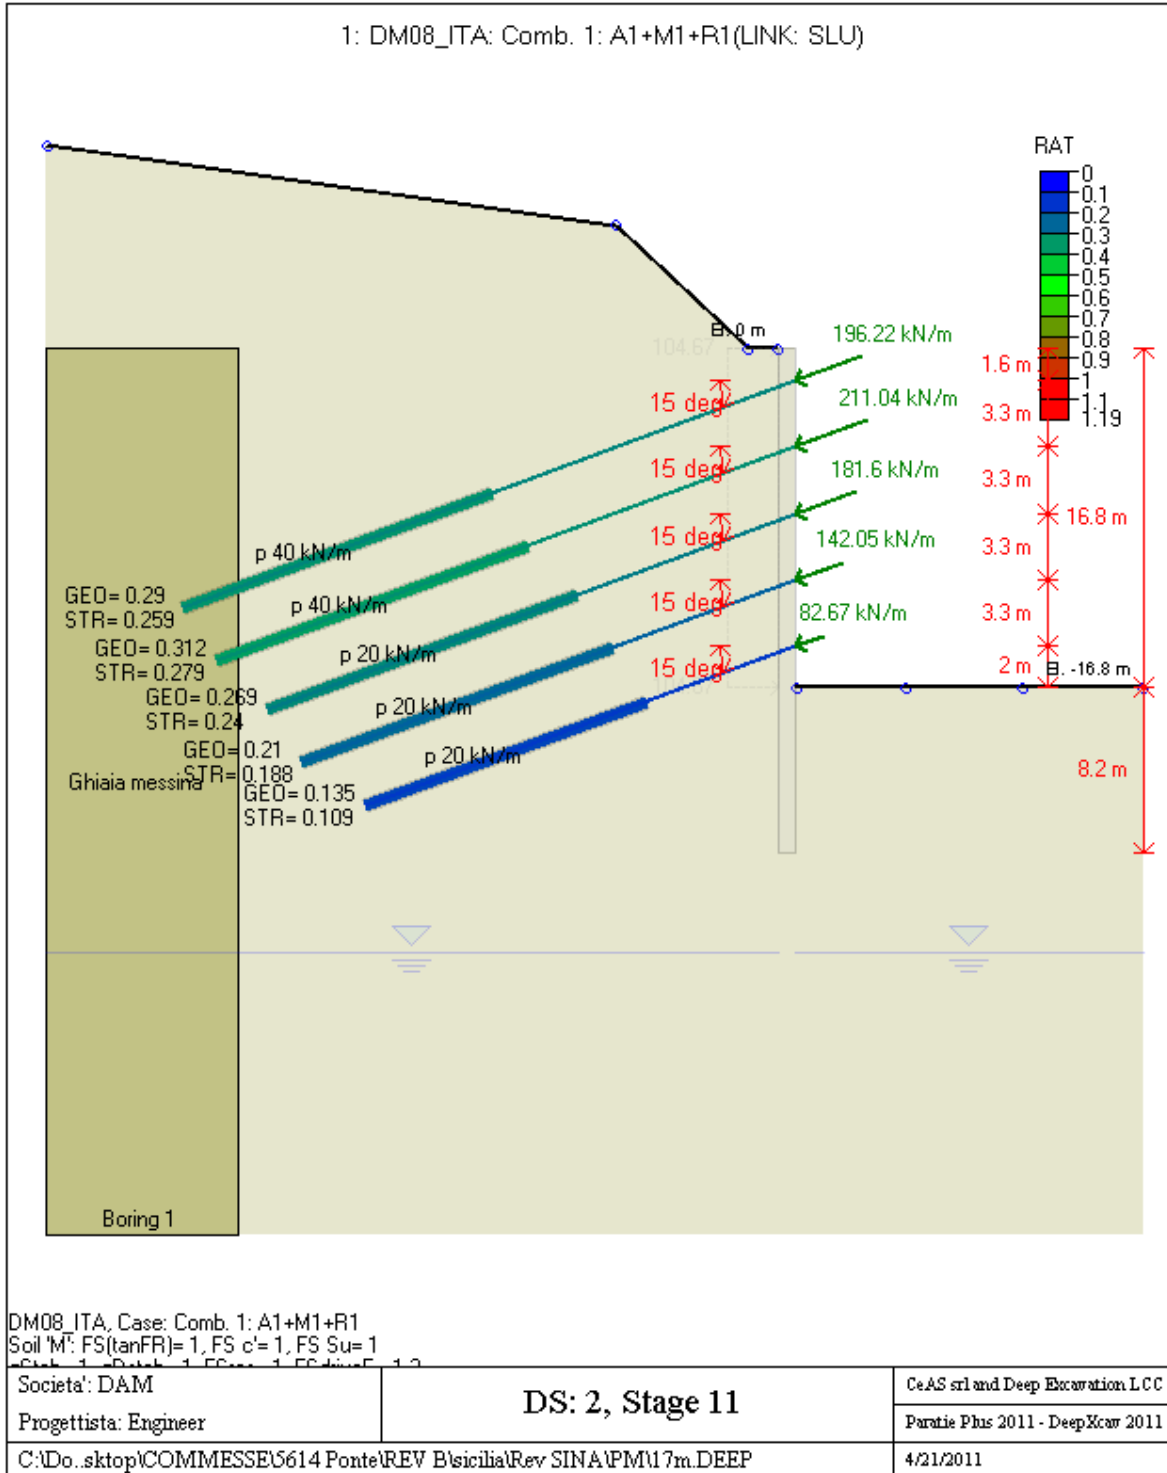 1: DM08_ITA: Comb. 1: A1+M1+R1(LINK: SLU)
RAT
0
0.1
0.2
0.3
0.4
0.5
0.6
0.7
0.8
0.9
1
1.1
1.19
El. 0 m
104.67
196.22 kN/m
1.6 m
15 deg
211.04 kN/m
3.3 m
15 deg
181.6 kN/m
3.3 m
16.8 m
15 deg
142.05 kN/m
3.3 m
15 deg
82.67 kN/m
3.3 m
15 deg
2 m
El. -16.8 m
8.2 m
p 40 kN/m
GEO= 0.29
STR= 0.259
p 40 kN/m
GEO= 0.312
STR= 0.279
p 20 kN/m
GEO= 0.269
STR= 0.24
p 20 kN/m
GEO= 0.21
STR= 0.188
p 20 kN/m
Ghiaia messina
GEO= 0.135
STR= 0.109
Boring 1
DM08_ITA, Case: Comb. 1: A1+M1+R1
Soil 'M': FS(tanFR)= 1, FS c'= 1, FS Su= 1
Societa': DAM
Progettista: Engineer
DS: 2, Stage 11
CeAS srl and Deep Excavation LCC
Paratie Plus 2011 - DeepXcav 2011
C:\Do..sktop\COMMESSE\5614 Ponte\REV B\sicilia\Rev SINA\PM\17m.DEEP
4/21/2011